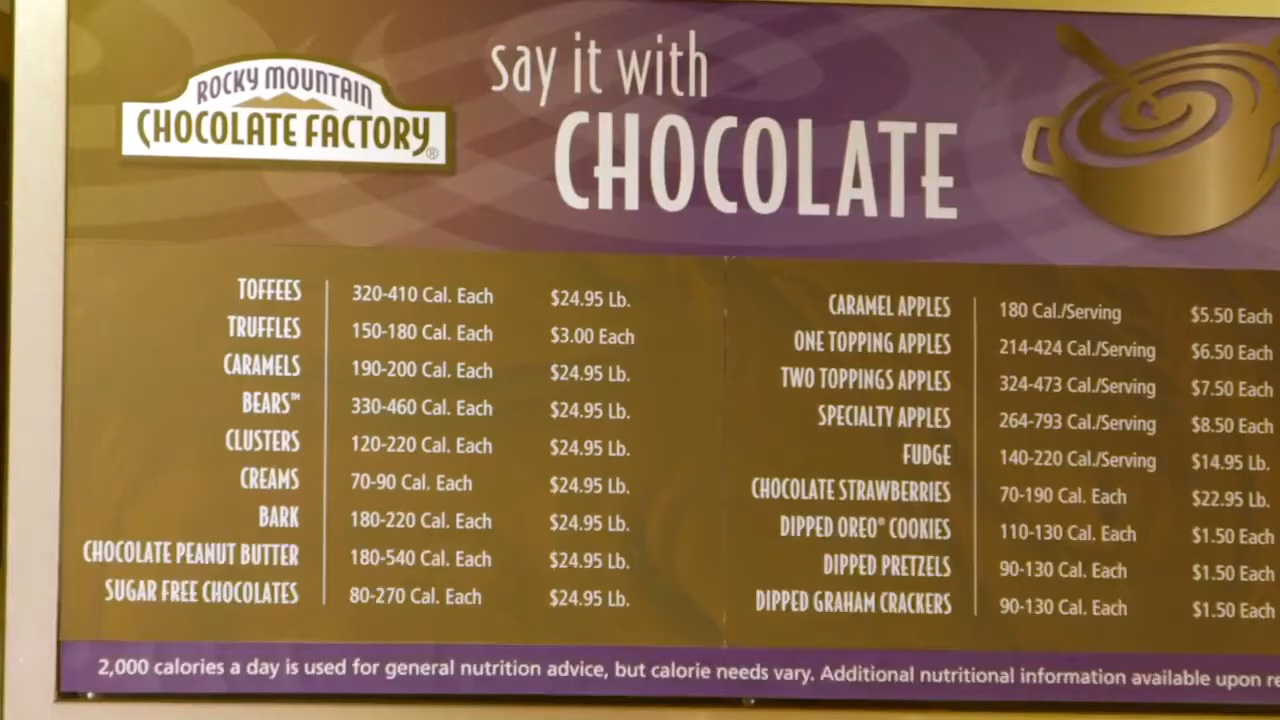 ROCKY MOUNTAIN
CHOCOLATE FACTORY®
say it with
CHOCOLATE
TOFFEES 320-410 Cal. Each $24.95 Lb.
TRUFFLES 150-180 Cal. Each $3.00 Each
CARAMELS 190-200 Cal. Each $24.95 Lb.
BEARS™ 330-460 Cal. Each $24.95 Lb.
CLUSTERS 120-220 Cal. Each $24.95 Lb.
CREAMS 70-90 Cal. Each $24.95 Lb.
BARK 180-220 Cal. Each $24.95 Lb.
CHOCOLATE PEANUT BUTTER 180-540 Cal. Each $24.95 Lb.
SUGAR FREE CHOCOLATES 80-270 Cal. Each $24.95 Lb.
CARAMEL APPLES 180 Cal./Serving $5.50 Each
ONE TOPPING APPLES 214-424 Cal./Serving $6.50 Each
TWO TOPPINGS APPLES 324-473 Cal./Serving $7.50 Each
SPECIALTY APPLES 264-793 Cal./Serving $8.50 Each
FUDGE 140-220 Cal./Serving $14.95 Lb.
CHOCOLATE STRAWBERRIES 70-190 Cal. Each $22.95 Lb.
DIPPED OREO® COOKIES 110-130 Cal. Each $1.50 Each
DIPPED PRETZELS 90-130 Cal. Each $1.50 Each
DIPPED GRAHAM CRACKERS 90-130 Cal. Each $1.50 Each
2,000 calories a day is used for general nutrition advice, but calorie needs vary. Additional nutritional information available upon